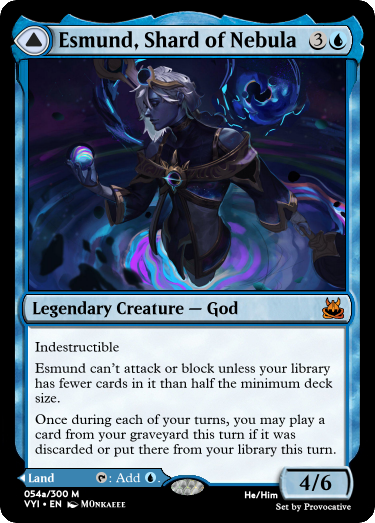 Esmund, Shard of Nebula 3
Legendary Creature — God
Indestructible
Esmund can't attack or block unless your library
has fewer cards in it than half the minimum deck
size.
Once during each of your turns, you may play a
card from your graveyard this turn if it was
discarded or put there from your library this turn.
Land : Add .
4/6
054a/300 M
VYI • EN MØNKAEEE
He/Him
Set by Provocative